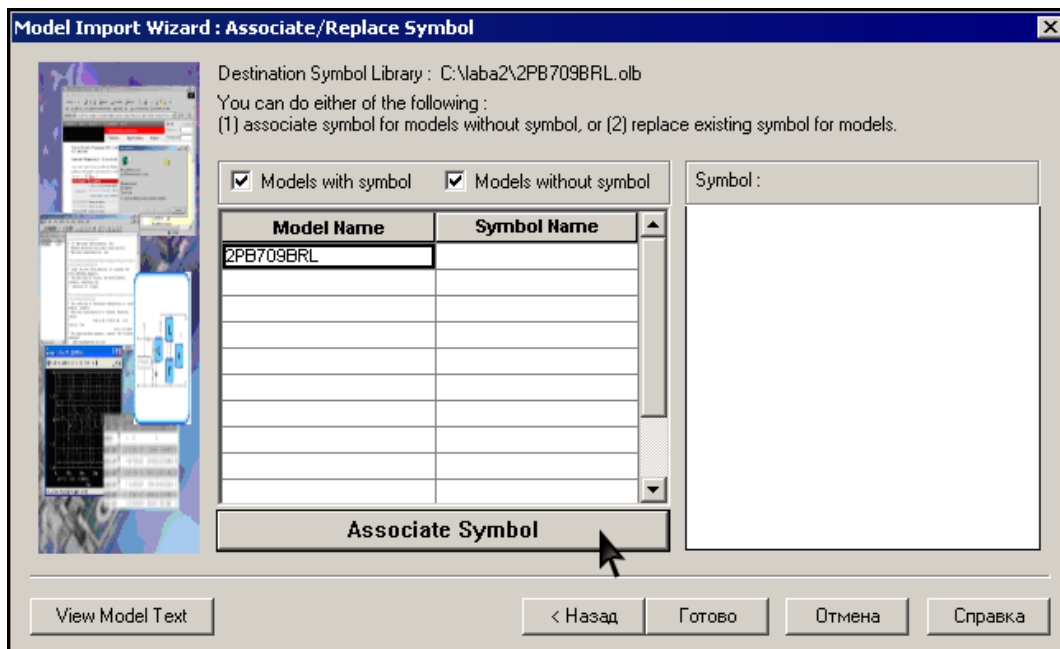 Model Import Wizard : Associate/Replace Symbol
Destination Symbol Library : C:\laba2\2PB709BRL.olb
You can do either of the following :
(1) associate symbol for models without symbol, or (2) replace existing symbol for models.
Models with symbol Models without symbol Symbol :
Model Name Symbol Name
2PB709BRL
Associate Symbol
View Model Text < Назад Готово Отмена Справка